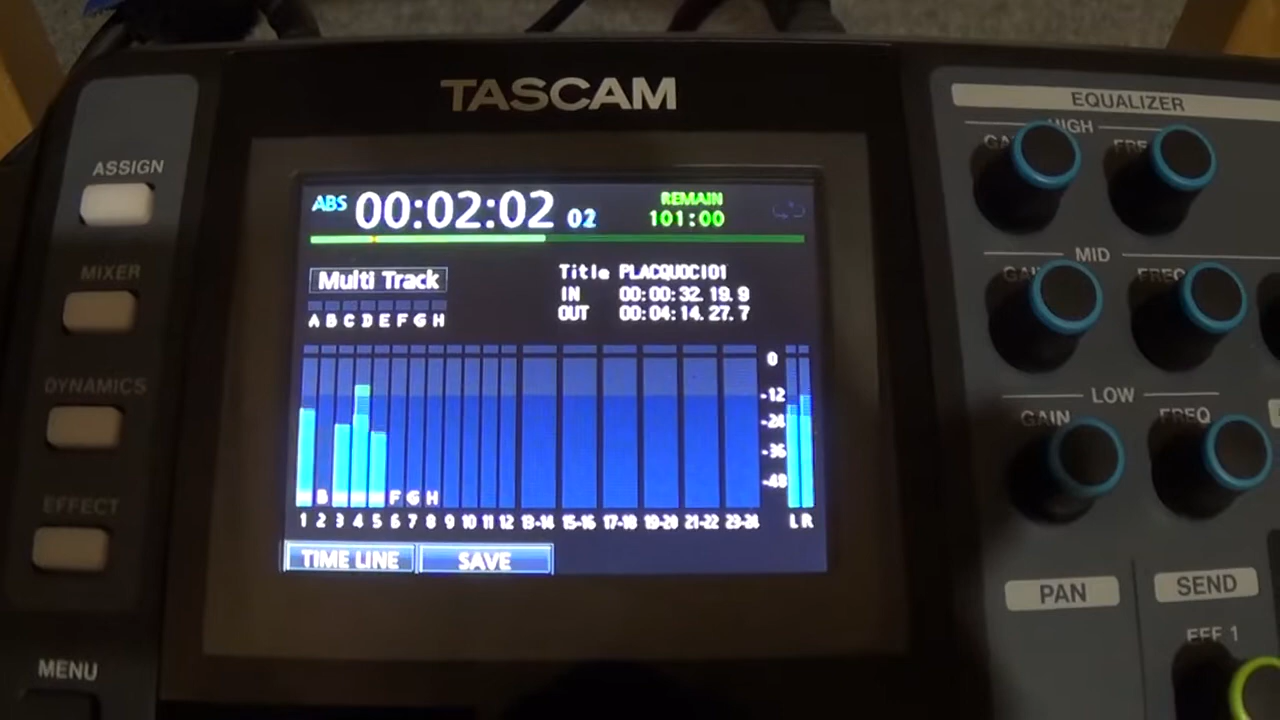 TASCAM
ASSIGN
MIXER
DYNAMICS
EFFECT
MENU
ABS 00:02:02 02
REMAIN
101:00
Multi Track
A B C D E F G H
Title PLACQUOCIO1
IN 00:00:32.19.9
OUT 00:04:14.27.7
0
-12
-24
-36
-48
B F G H
1 2 3 4 5 6 7 8 9 10 11 12 13-14 15-16 17-18 19-20 21-22 23-24 L R
TIME LINE SAVE
EQUALIZER
HIGH
MID
FREQ
LOW
GAIN FREQ
PAN SEND
EFF 1